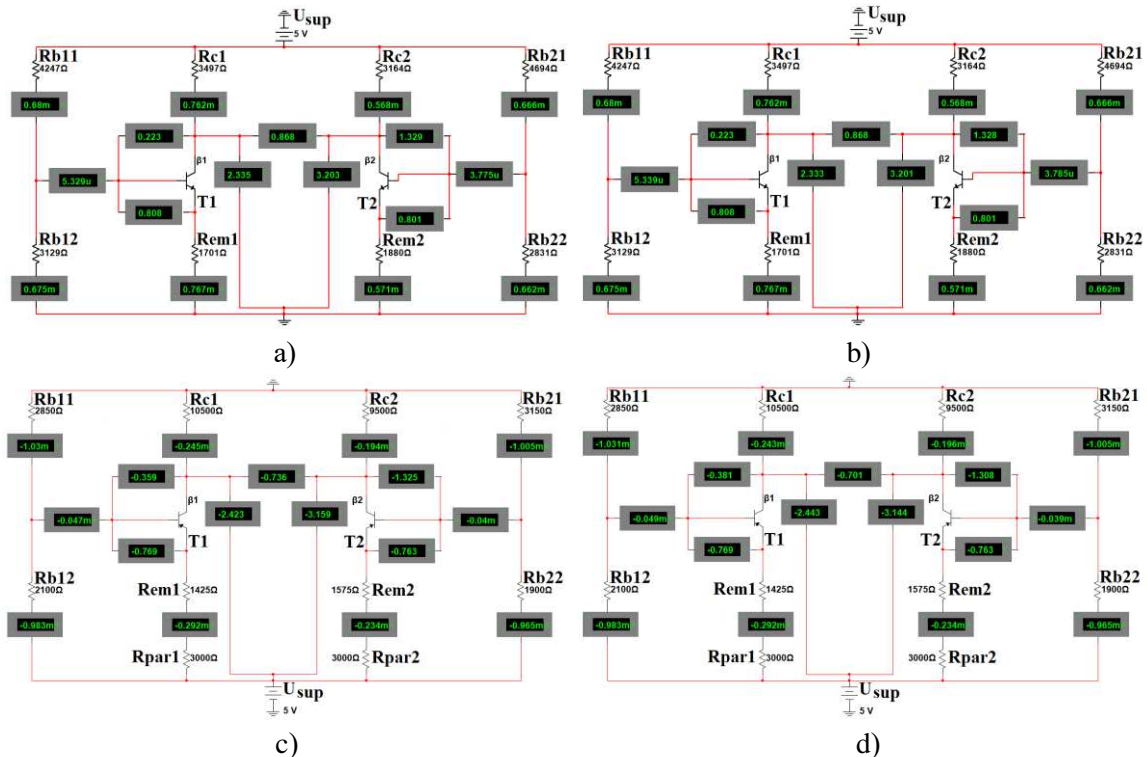 Usup
5 V
Rb11
4247Ω
Rc1
3497Ω
Rc2
3164Ω
Rb21
4694Ω
0.68m
0.762m
0.568m
0.666m
0.223
0.868
1.329
β1
β2
5.329u
2.335
3.203
3.775u
T1
T2
0.808
0.801
Rb12
3129Ω
Rem1
1701Ω
Rem2
1880Ω
Rb22
2831Ω
0.675m
0.767m
0.571m
0.662m
a)
Usup
5 V
Rb11
4247Ω
Rc1
3497Ω
Rc2
3164Ω
Rb21
4694Ω
0.68m
0.762m
0.568m
0.666m
0.223
0.868
1.328
β1
β2
5.339u
2.333
3.201
3.785u
T1
T2
0.808
0.801
Rb12
3129Ω
Rem1
1701Ω
Rem2
1880Ω
Rb22
2831Ω
0.675m
0.767m
0.571m
0.662m
b)
Rb11
2850Ω
Rc1
10500Ω
Rc2
9500Ω
Rb21
3150Ω
-1.03m
-0.245m
-0.194m
-1.005m
-0.359
-0.736
-1.325
β1
β2
-0.047m
-2.423
-3.159
-0.04m
T1
T2
-0.769
-0.763
Rb12
2100Ω
Rem1
1425Ω
1575Ω
Rem2
Rb22
1900Ω
-0.983m
-0.292m
-0.234m
-0.965m
Rpar1
3000Ω
3000Ω
Rpar2
Usup
5 V
c)
Rb11
2850Ω
Rc1
10500Ω
Rc2
9500Ω
Rb21
3150Ω
-1.031m
-0.243m
-0.196m
-1.005m
-0.381
-0.701
-1.308
β1
β2
-0.049m
-2.443
-3.144
-0.039m
T1
T2
-0.769
-0.763
Rb12
2100Ω
Rem1
1425Ω
1575Ω
Rem2
Rb22
1900Ω
-0.983m
-0.292m
-0.234m
-0.965m
Rpar1
3000Ω
3000Ω
Rpar2
Usup
5 V
d)